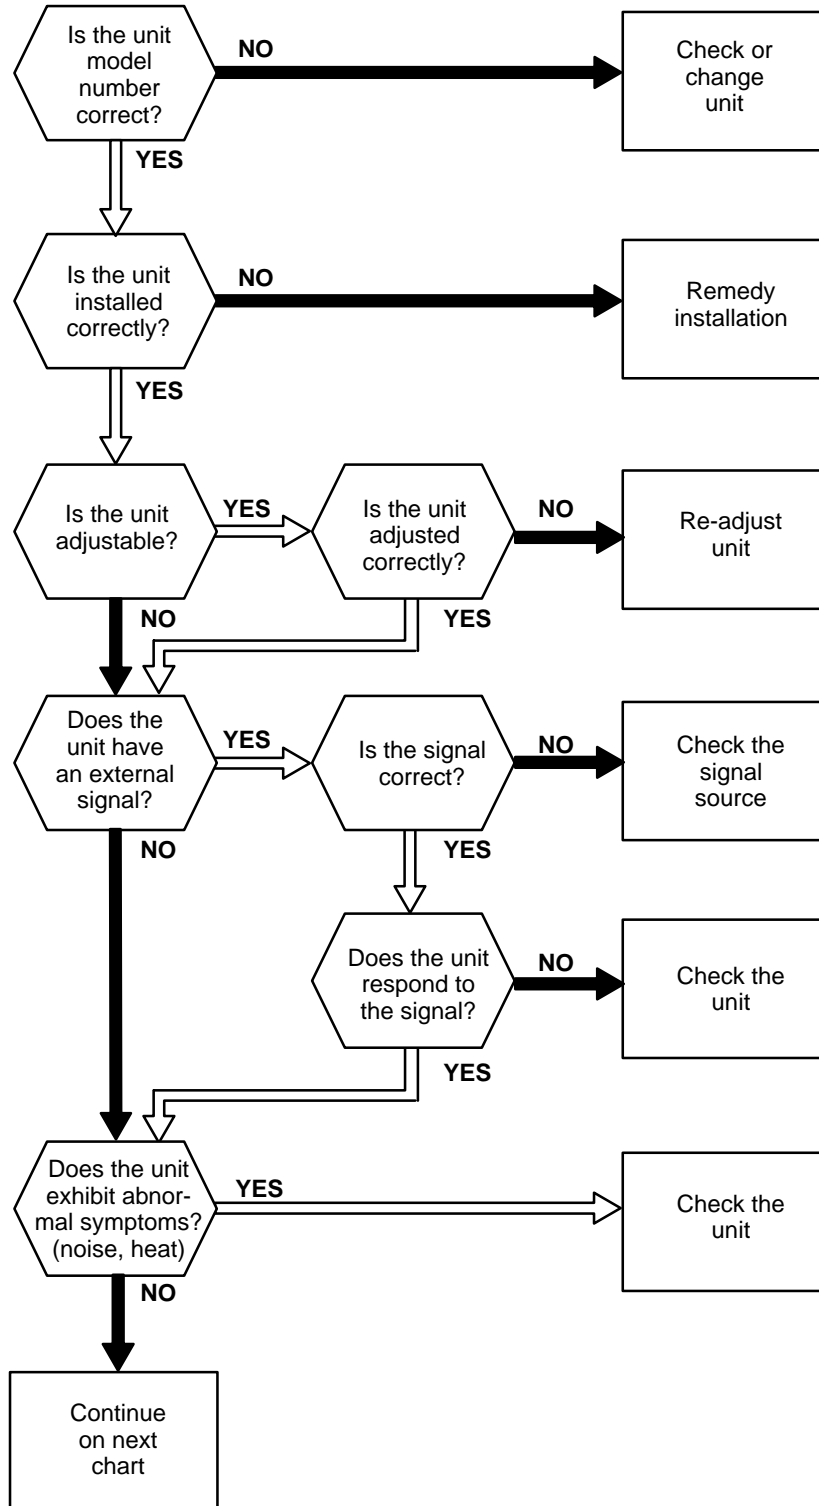 Is the unit
model
number
correct?
NO
Check or
change
unit
YES
Is the unit
installed
correctly?
NO
Remedy
installation
YES
Is the unit
adjustable?
YES
Is the unit
adjusted
correctly?
NO
Re-adjust
unit
NO
YES
Does the
unit have
an external
signal?
YES
Is the signal
correct?
NO
Check the
signal
source
NO
YES
Does the unit
respond to
the signal?
NO
Check the
unit
YES
Does the unit
exhibit abnor-
mal symptoms?
(noise, heat)
YES
Check the
unit
NO
Continue
on next
chart